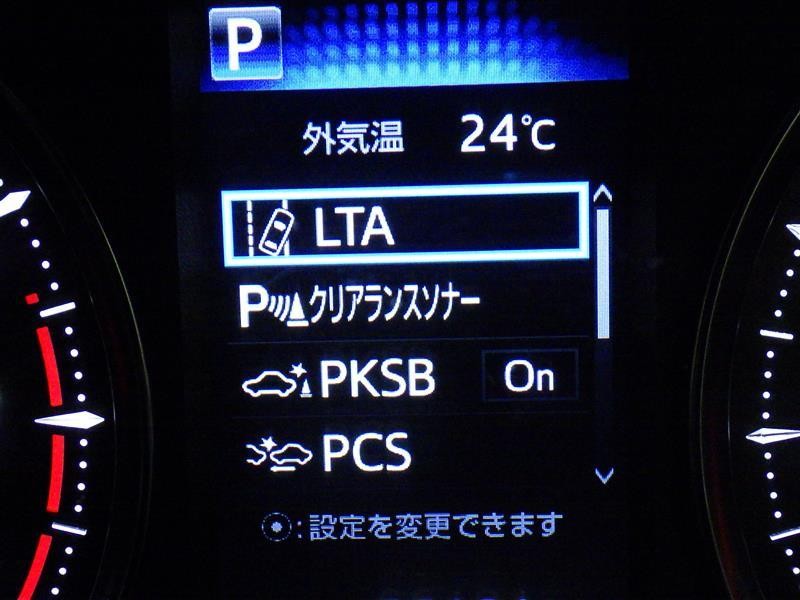 P
外気温 24℃
LTA
Pクリアランスソナー
PKSB On
PCS
:設定を変更できます